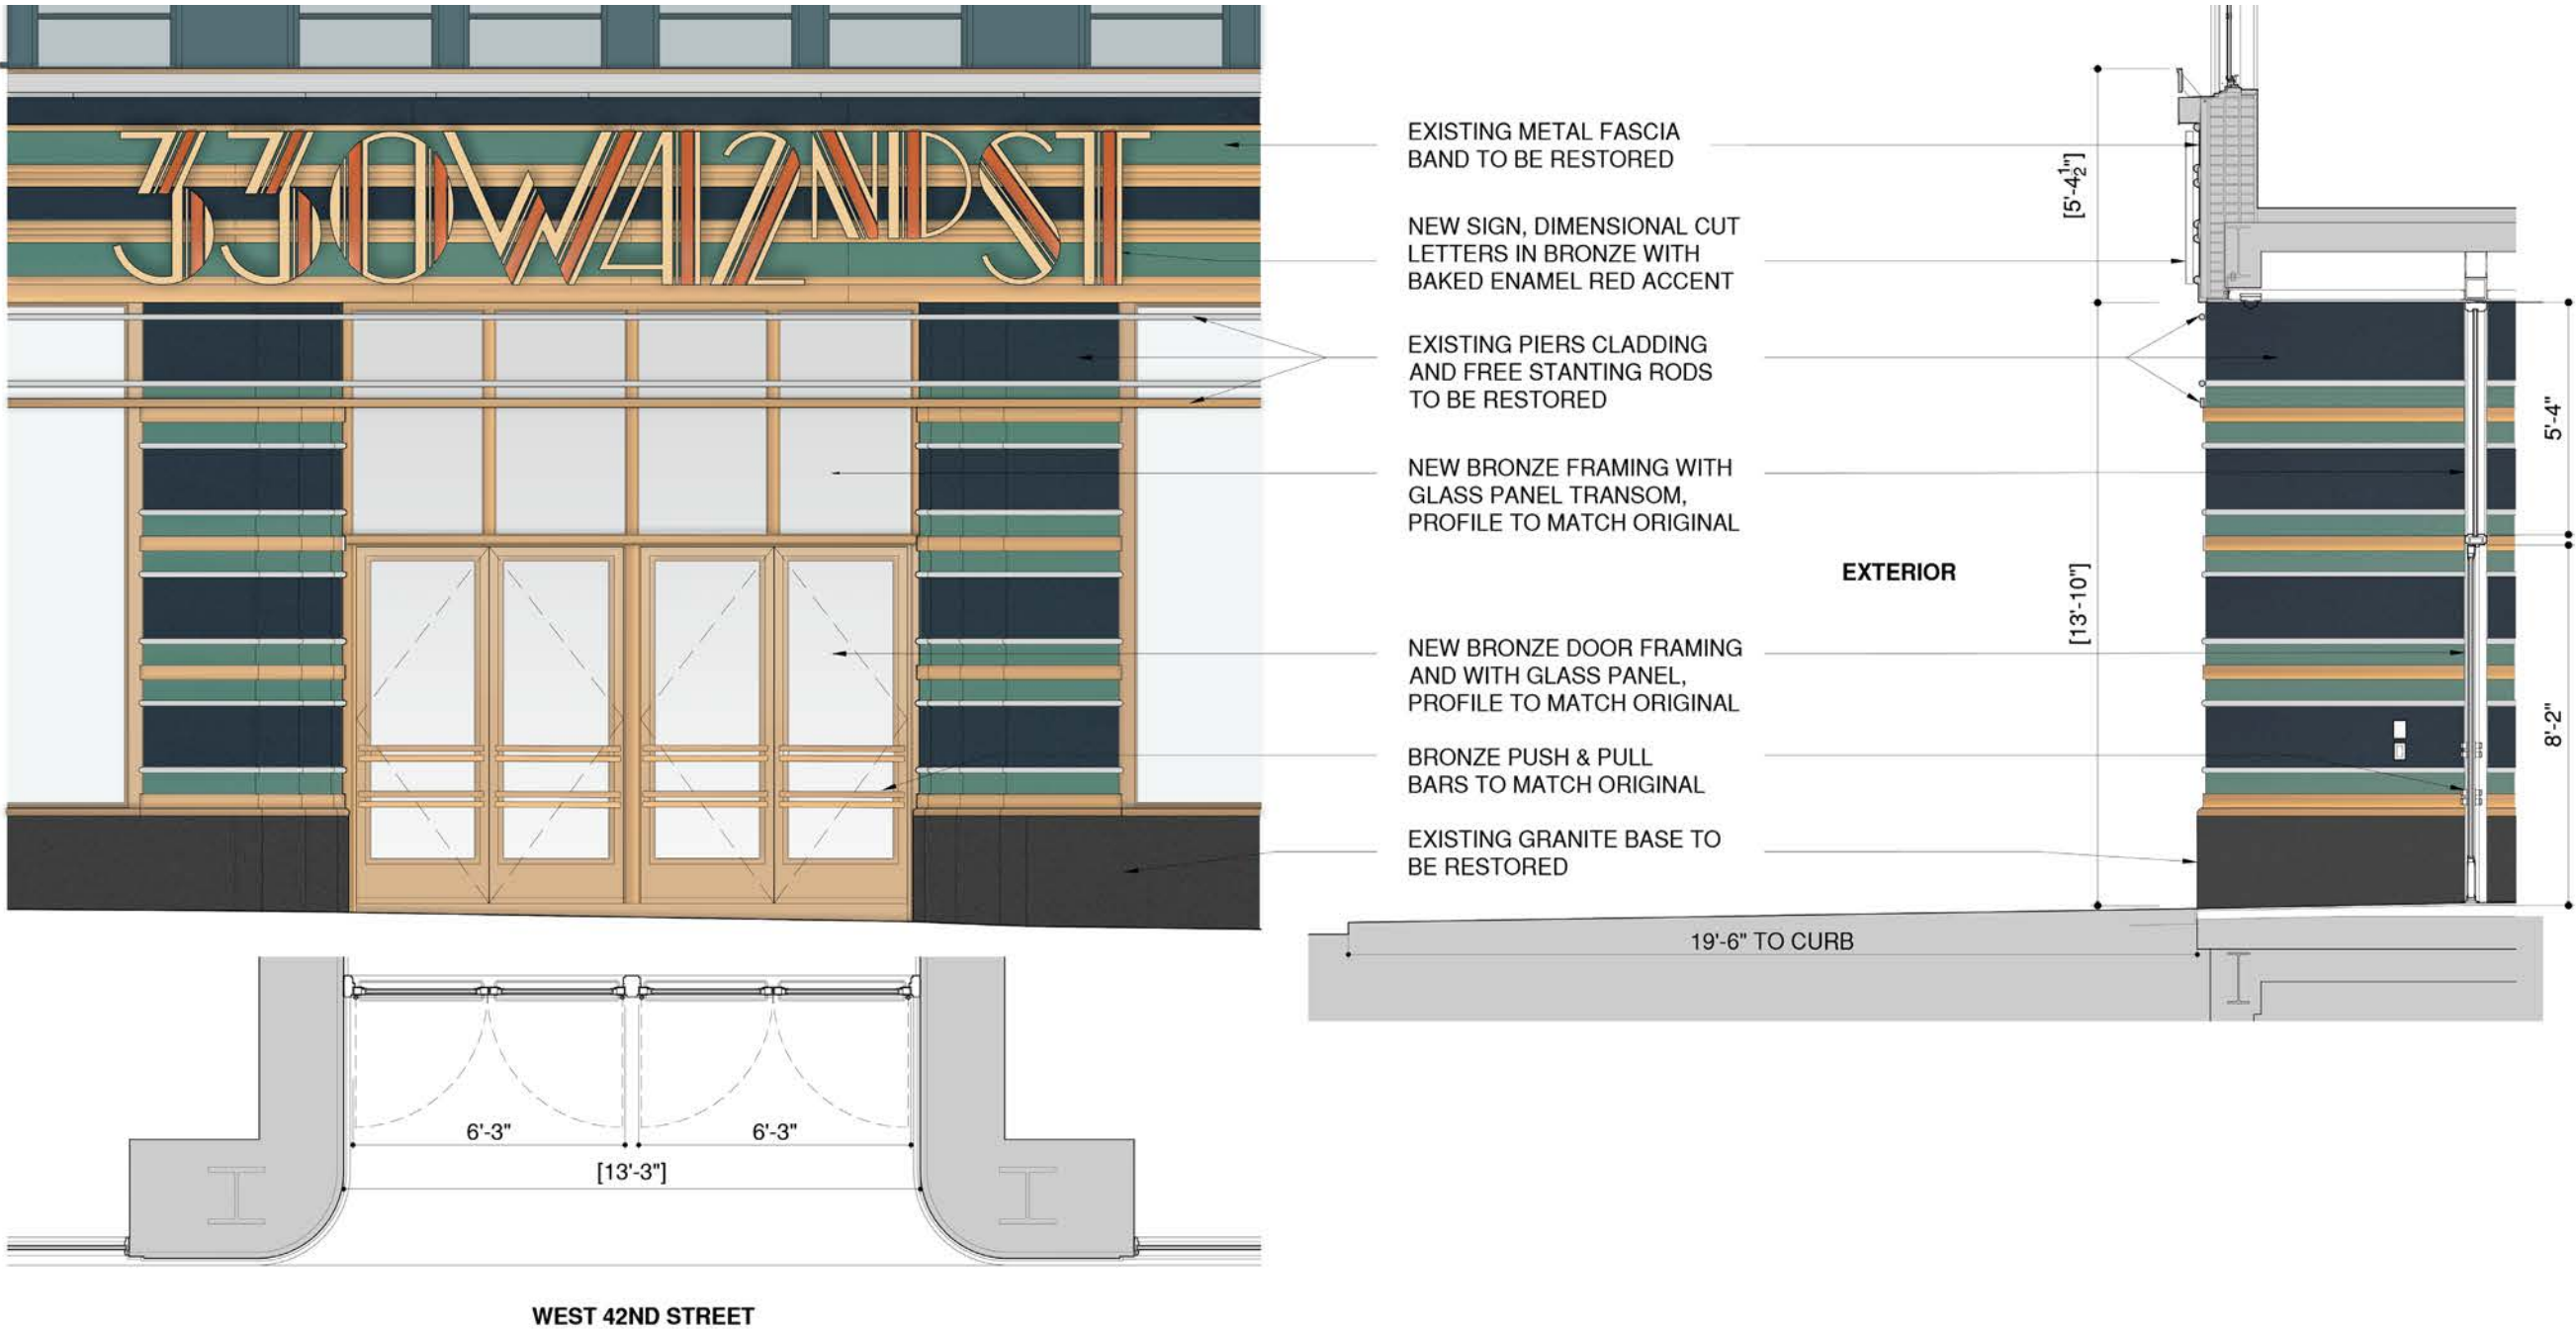 330W42NDST
EXISTING METAL FASCIA
BAND TO BE RESTORED
NEW SIGN, DIMENSIONAL CUT
LETTERS IN BRONZE WITH
BAKED ENAMEL RED ACCENT
EXISTING PIERS CLADDING
AND FREE STANTING RODS
TO BE RESTORED
NEW BRONZE FRAMING WITH
GLASS PANEL TRANSOM,
PROFILE TO MATCH ORIGINAL
NEW BRONZE DOOR FRAMING
AND WITH GLASS PANEL,
PROFILE TO MATCH ORIGINAL
BRONZE PUSH & PULL
BARS TO MATCH ORIGINAL
EXISTING GRANITE BASE TO
BE RESTORED
EXTERIOR
[5'-4 1/2"]
[13'-10"]
5'-4"
8'-2"
19'-6" TO CURB
6'-3"
6'-3"
[13'-3"]
WEST 42ND STREET